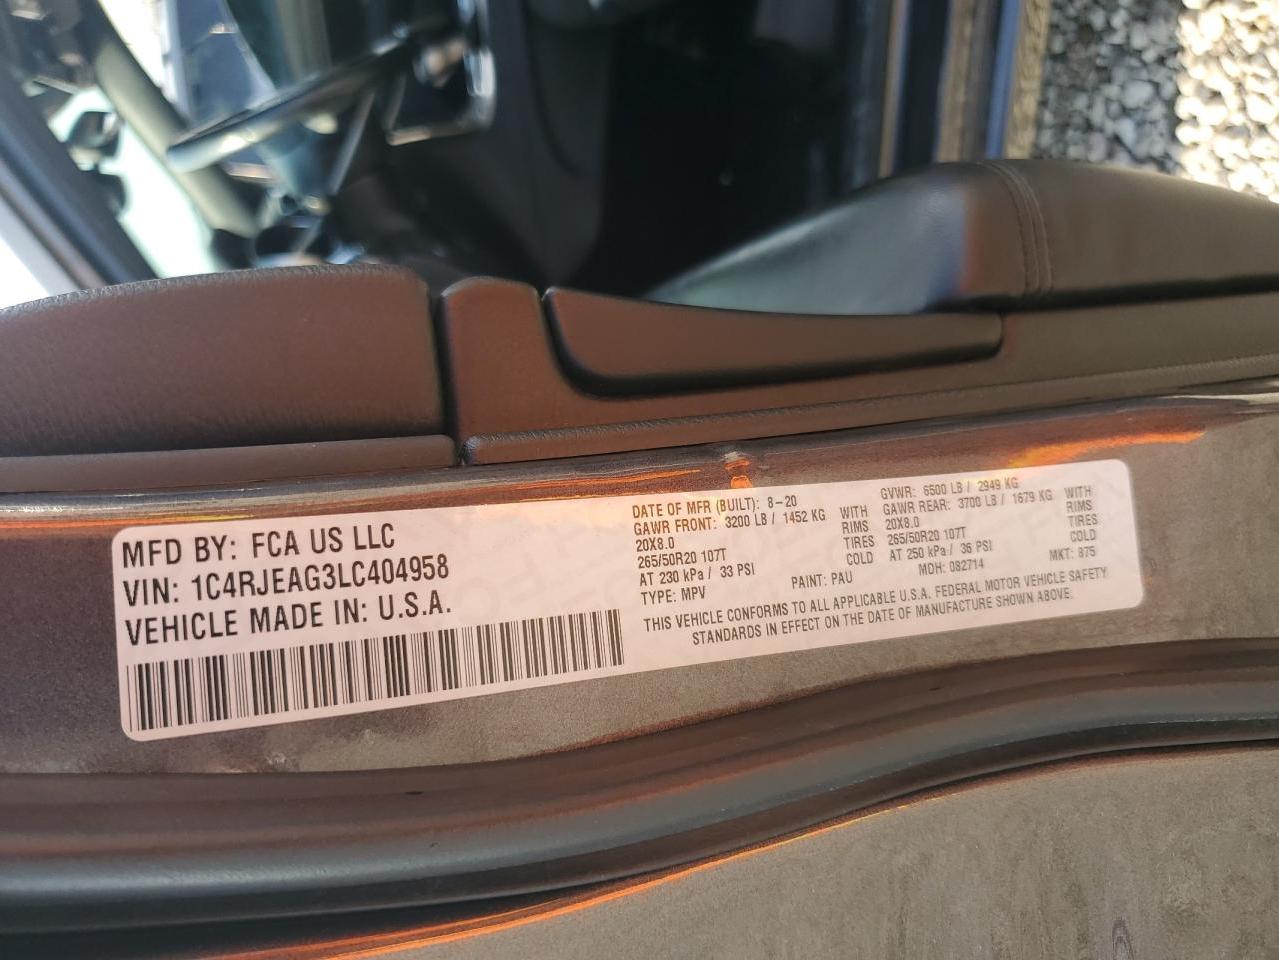 MFD BY: FCA US LLC
VIN: 1C4RJEAG3LC404958
VEHICLE MADE IN: U.S.A.
DATE OF MFR (BUILT): 8-20 GVWR: 6500 LB / 2949 KG
GAWR FRONT: 3200 LB / 1452 KG WITH GAWR REAR: 3700 LB / 1679 KG WITH
20X8.0 RIMS 20X8.0 RIMS
265/50R20 107T TIRES 265/50R20 107T TIRES
AT 230 kPa / 33 PSI COLD AT 250 kPa / 36 PSI COLD
TYPE: MPV PAINT: PAU MDH: 082714 MKT: 875
THIS VEHICLE CONFORMS TO ALL APPLICABLE U.S.A. FEDERAL MOTOR VEHICLE SAFETY
STANDARDS IN EFFECT ON THE DATE OF MANUFACTURE SHOWN ABOVE.